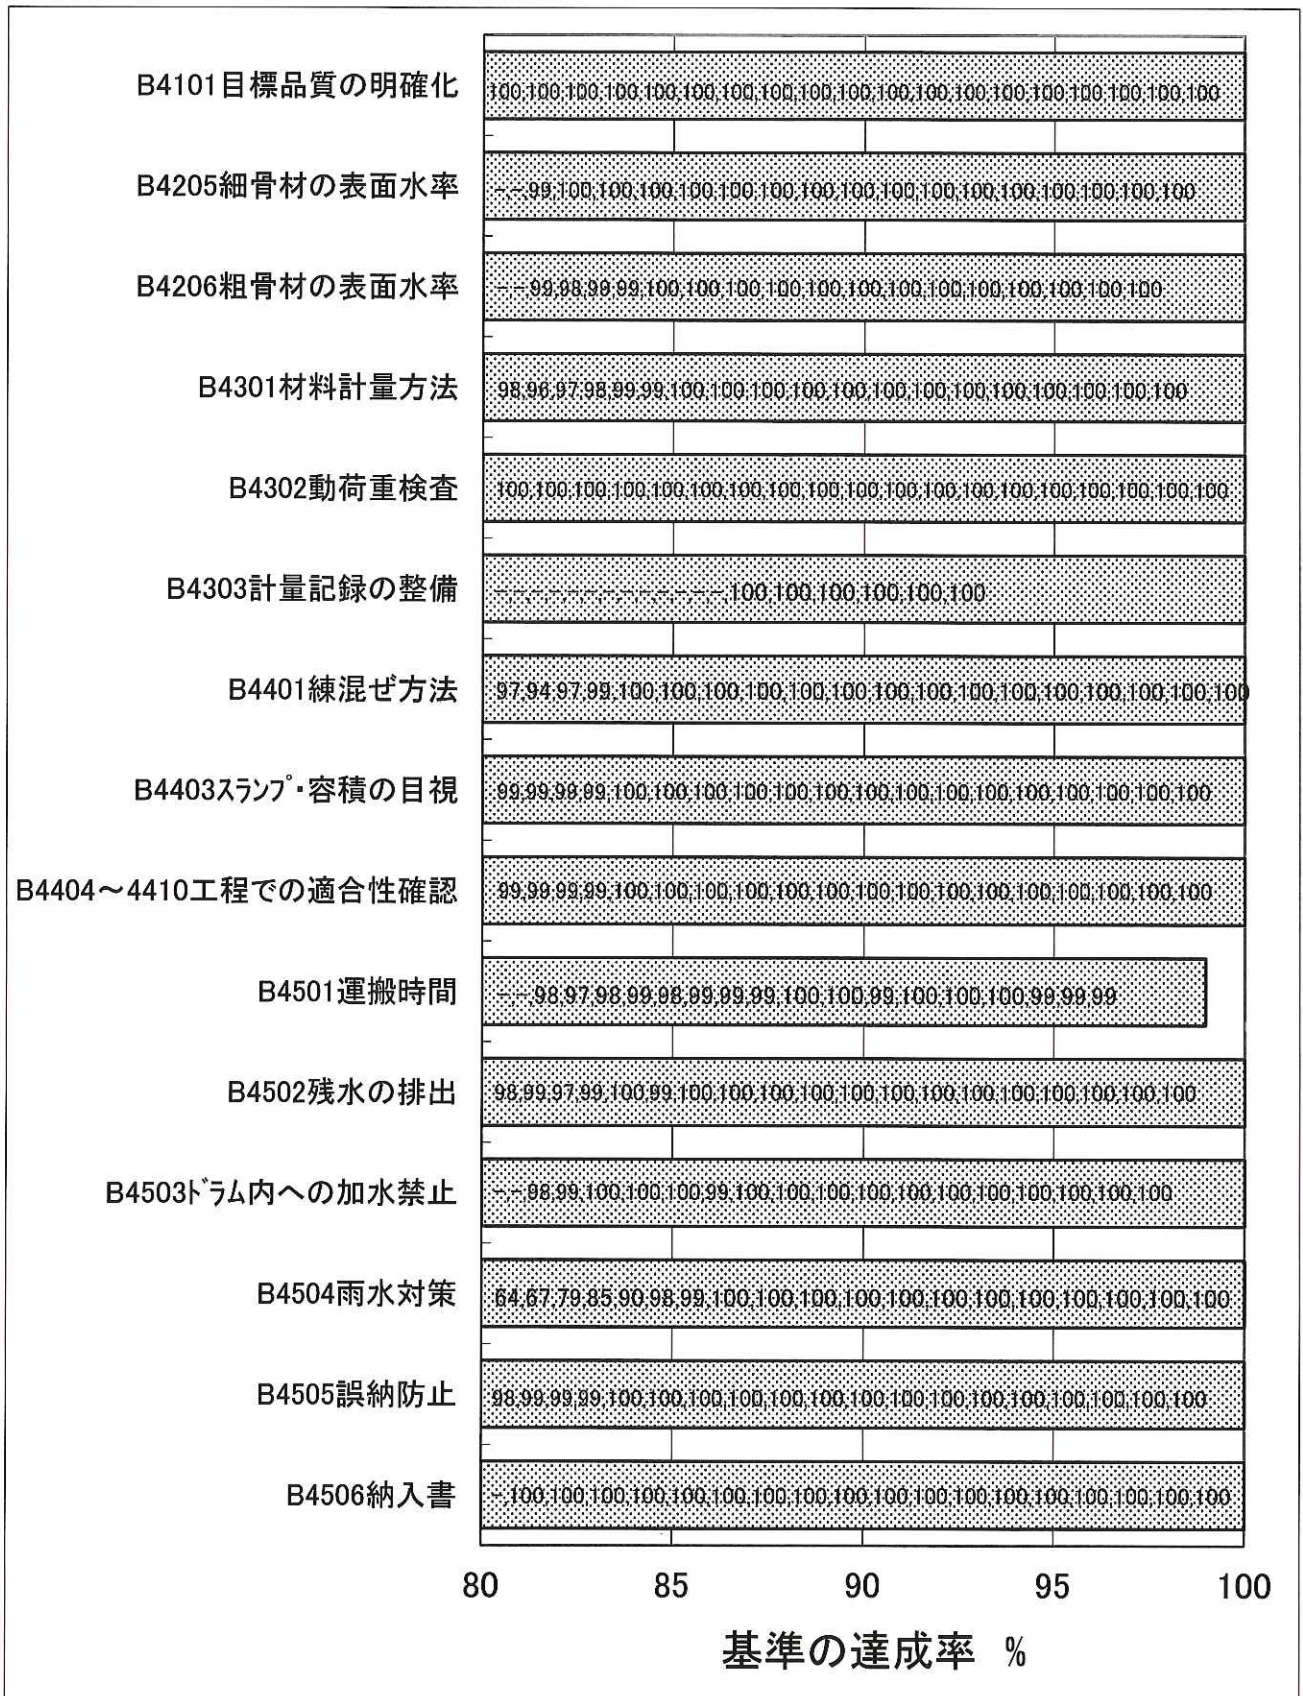 B4101目標品質の明確化 100,100,100,100,100,100,100,100,100,100,100,100,100,100,100,100,100,100,100
B4205細骨材の表面水率 -,-,99,100,100,100,100,100,100,100,100,100,100,100,100,100,100,100,100
B4206粗骨材の表面水率 -,-,99,98,99,99,100,100,100,100,100,100,100,100,100,100,100,100,100
B4301材料計量方法 98,96,97,98,99,99,100,100,100,100,100,100,100,100,100,100,100,100,100
B4302動荷重検査 100,100,100,100,100,100,100,100,100,100,100,100,100,100,100,100,100,100,100
B4303計量記録の整備 -,-,-,-,-,-,-,-,-,-,-,-,-,100,100,100,100,100,100
B4401練混ぜ方法 97,94,97,99,100,100,100,100,100,100,100,100,100,100,100,100,100,100,100
B4403スランプ・容積の目視 99,99,99,99,100,100,100,100,100,100,100,100,100,100,100,100,100,100,100
B4404～4410工程での適合性確認 99,99,99,99,100,100,100,100,100,100,100,100,100,100,100,100,100,100,100
B4501運搬時間 -,-,98,97,98,99,98,99,99,99,100,100,99,100,100,100,99,99,99
B4502残水の排出 98,99,97,99,100,99,100,100,100,100,100,100,100,100,100,100,100,100,100
B4503ドラム内への加水禁止 -,-,98,99,100,100,100,99,100,100,100,100,100,100,100,100,100,100,100
B4504雨水対策 64,67,79,85,90,98,99,100,100,100,100,100,100,100,100,100,100,100,100
B4505誤納防止 98,99,99,99,100,100,100,100,100,100,100,100,100,100,100,100,100,100,100
B4506納入書 -,100,100,100,100,100,100,100,100,100,100,100,100,100,100,100,100,100,100
80 85 90 95 100
基準の達成率 %